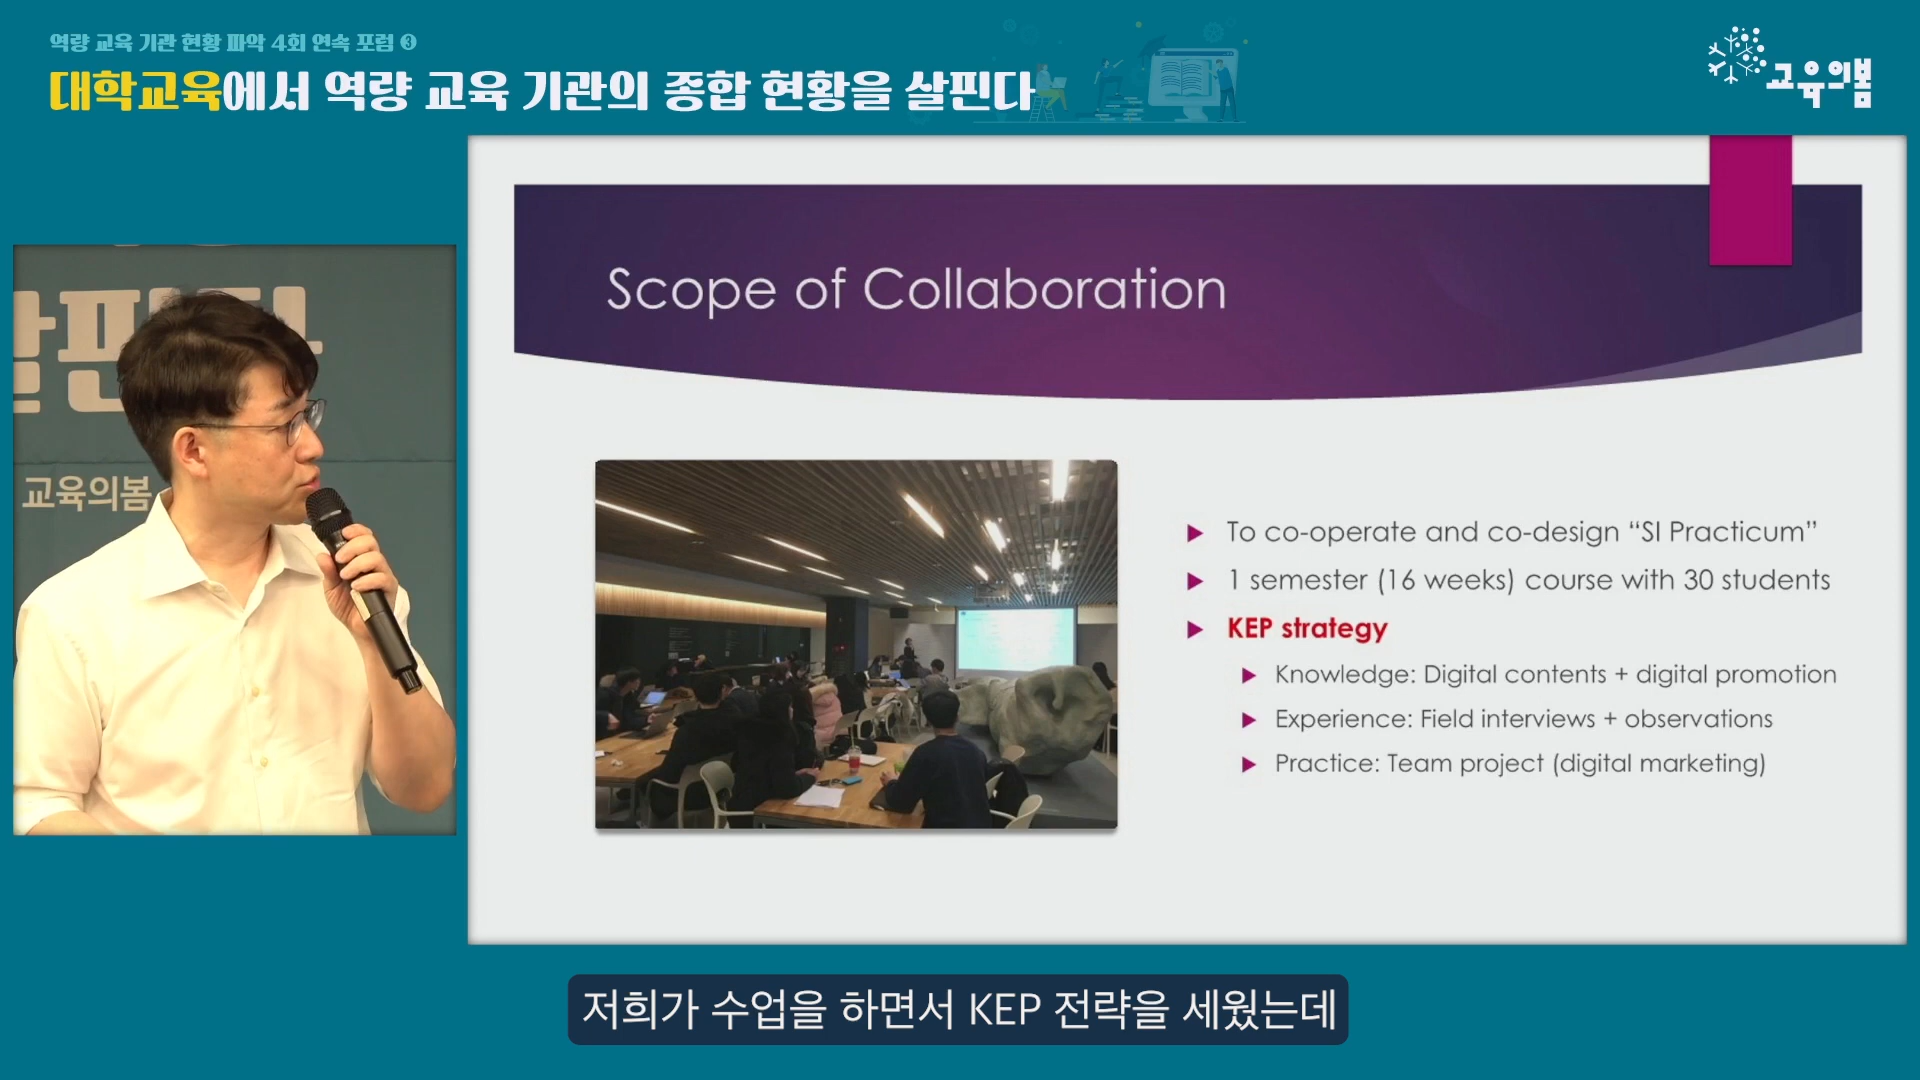 역량 교육 기관 현황 파악 4회 연속 포럼 ❸
대학교육에서 역량 교육 기관의 종합 현황을 살핀다
교육의봄
살핀다
교육의봄
Scope of Collaboration
► To co-operate and co-design “SI Practicum”
► 1 semester (16 weeks) course with 30 students
► KEP strategy
► Knowledge: Digital contents + digital promotion
► Experience: Field interviews + observations
► Practice: Team project (digital marketing)
저희가 수업을 하면서 KEP 전략을 세웠는데